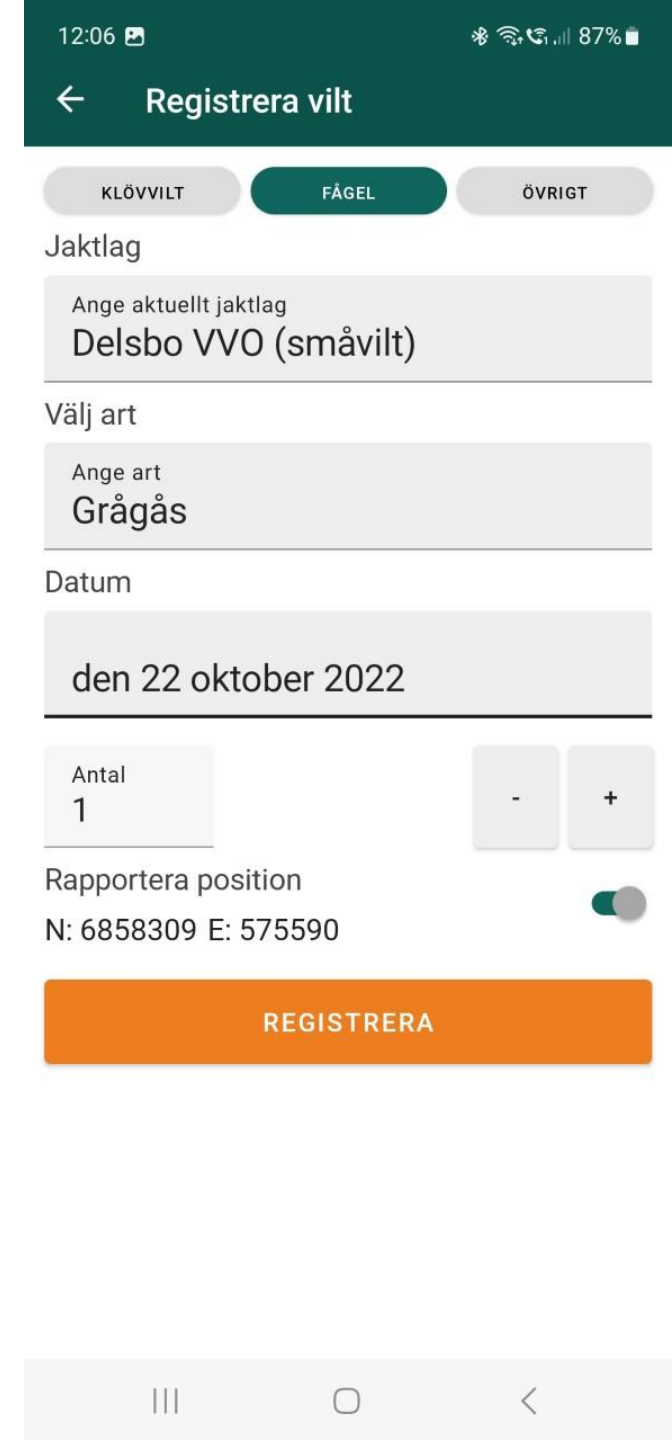 12:06 87%
Registrera vilt
KLÖVVILT FÅGEL ÖVRIGT
Jaktlag
Ange aktuellt jaktlag
Delsbo VVO (småvilt)
Välj art
Ange art
Grågås
Datum
den 22 oktober 2022
Antal
1 - +
Rapportera position
N: 6858309 E: 575590
REGISTRERA